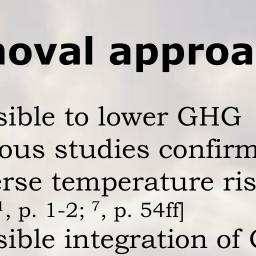 noval approa
sible to lower GHG
ous studies confirm
erse temperature ris
¹, p. 1-2; ⁷, p. 54ff]
sible integration of C